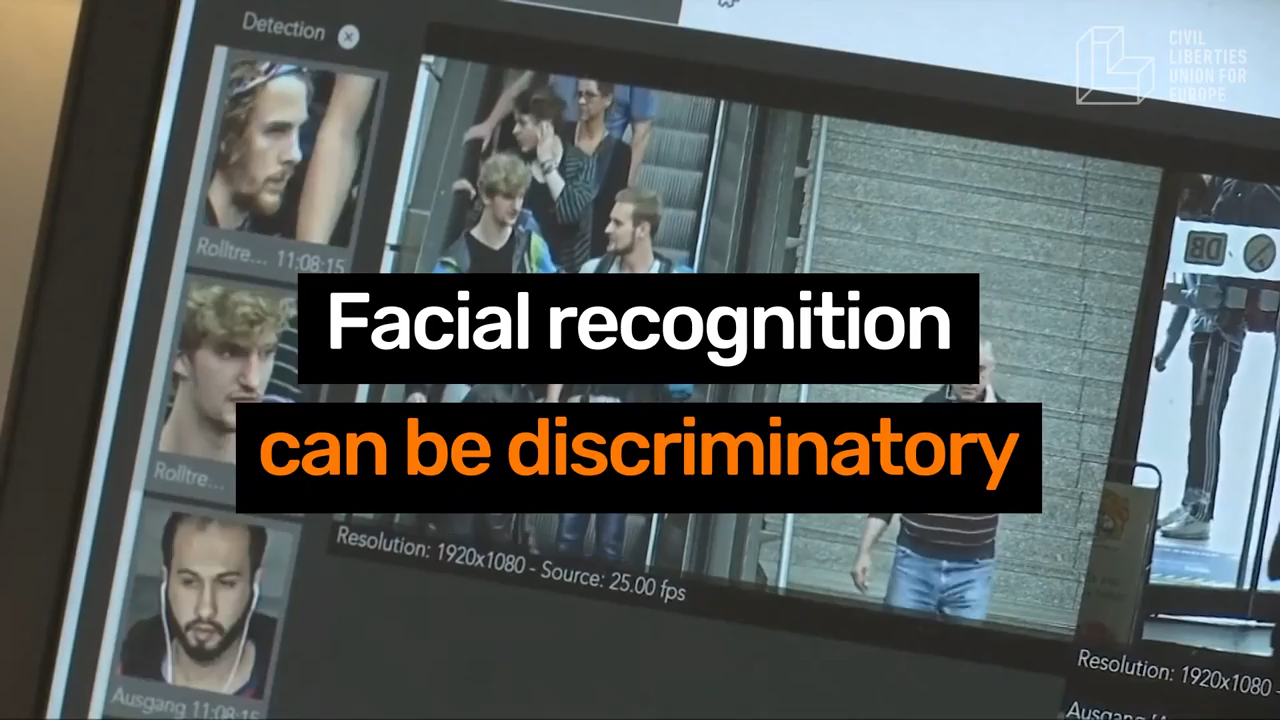 Detection
CIVIL
LIBERTIES
UNION FOR
EUROPE
Rolltre... 11:08:15
DB
Facial recognition
Rolltre...
can be discriminatory
Resolution: 1920x1080 - Source: 25.00 fps
Ausgang 11:08:15
Resolution: 1920x1080 -
Ausgang